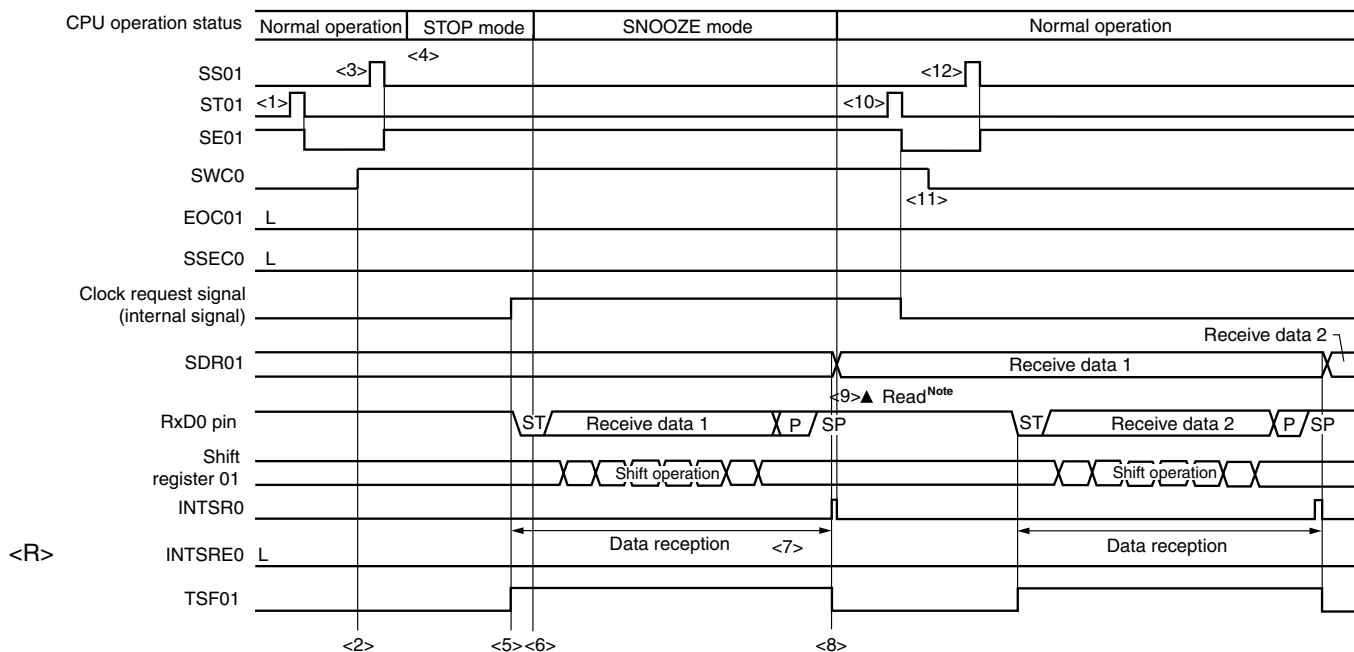 CPU operation status Normal operation STOP mode SNOOZE mode Normal operation
<4>
SS01 <3> <12>
ST01 <1> <10>
SE01
SWC0
<11>
EOC01 L
SSEC0 L
Clock request signal
(internal signal)
Receive data 2
SDR01 Receive data 1
<9>▲ Read Note
RxD0 pin ST Receive data 1 P SP ST Receive data 2 P SP
Shift
register 01 Shift operation Shift operation
INTSR0
Data reception <7> Data reception
<R> INTSRE0 L
TSF01
<2> <5> <6> <8>